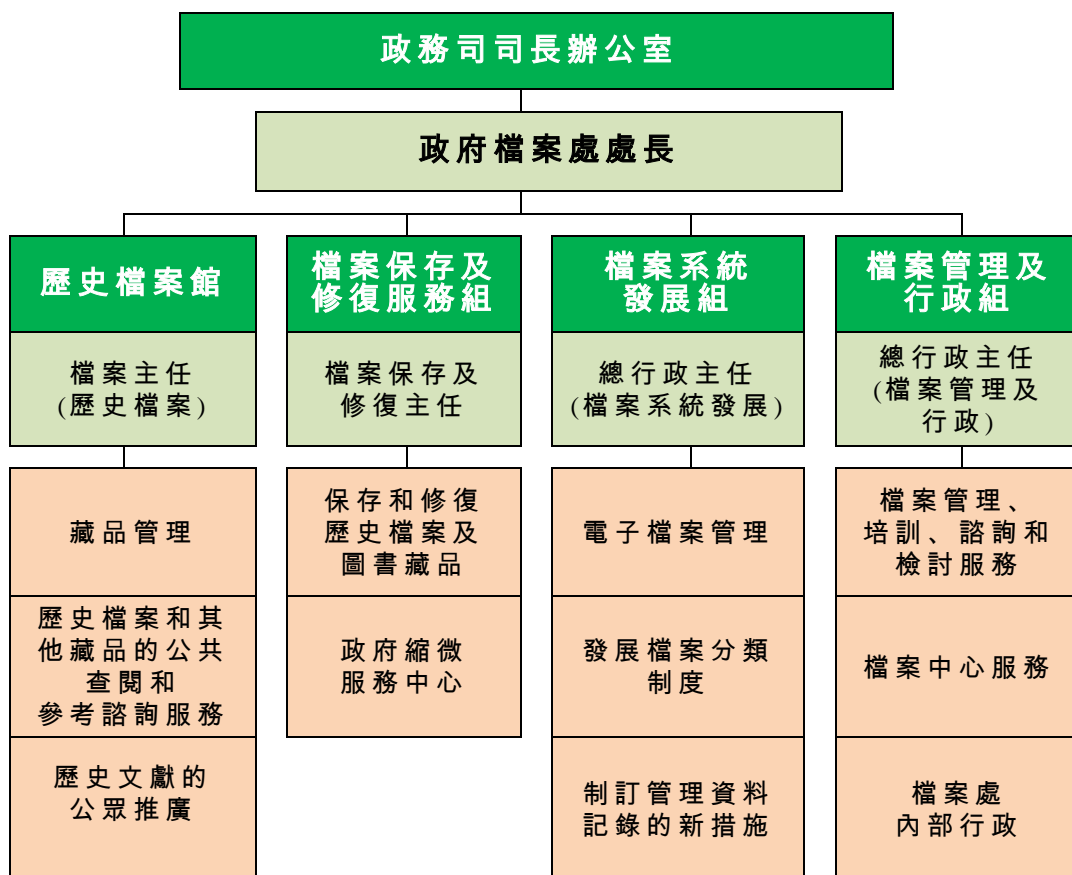 政務司司長辦公室
政府檔案處處長
歷史檔案館
檔案主任
(歷史檔案)
藏品管理
歷史檔案和其
他藏品的公共
查閱和
參考諮詢服務
歷史文獻的
公眾推廣
檔案保存及
修復服務組
檔案保存及
修復主任
保存和修復
歷史檔案及
圖書藏品
政府縮微
服務中心
檔案系統
發展組
總行政主任
(檔案系統發展)
電子檔案管理
發展檔案分類
制度
制訂管理資料
記錄的新措施
檔案管理及
行政組
總行政主任
(檔案管理及
行政)
檔案管理、
培訓、諮詢和
檢討服務
檔案中心服務
檔案處
內部行政